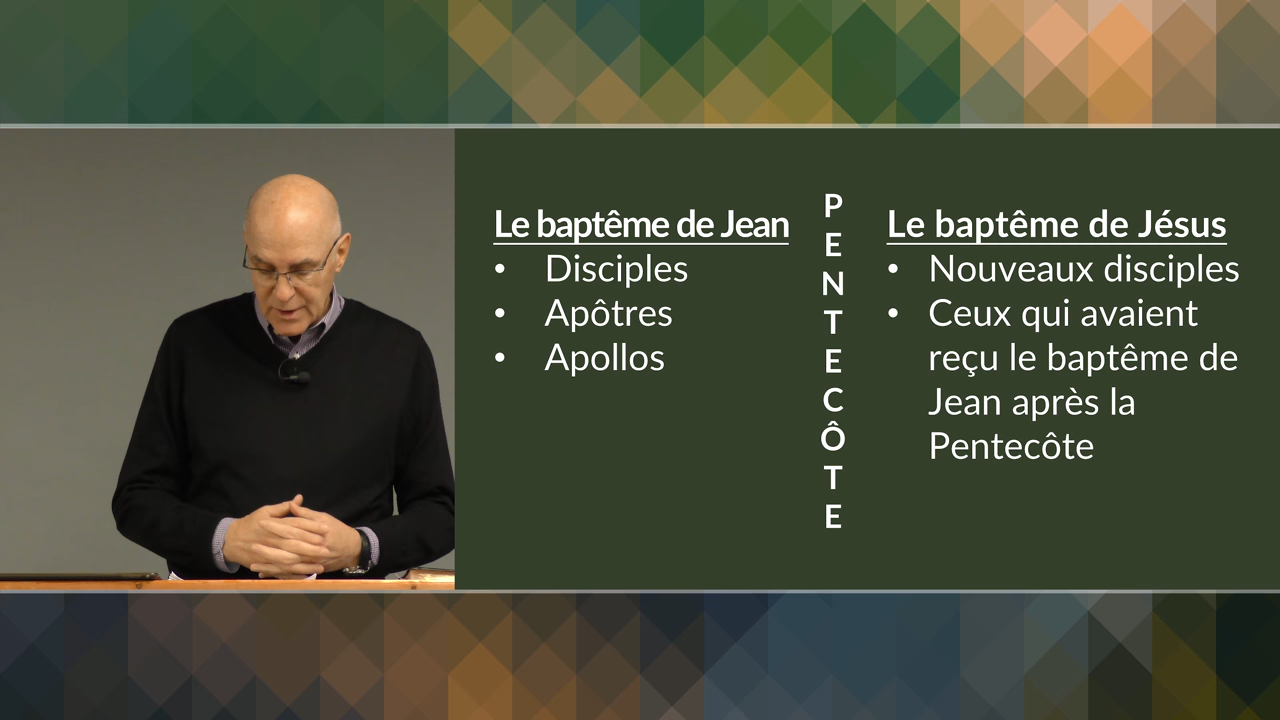 Le baptême de Jean
• Disciples
• Apôtres
• Apollos
P
E
N
T
E
C
Ô
T
E
Le baptême de Jésus
• Nouveaux disciples
• Ceux qui avaient
reçu le baptême de
Jean après la
Pentecôte